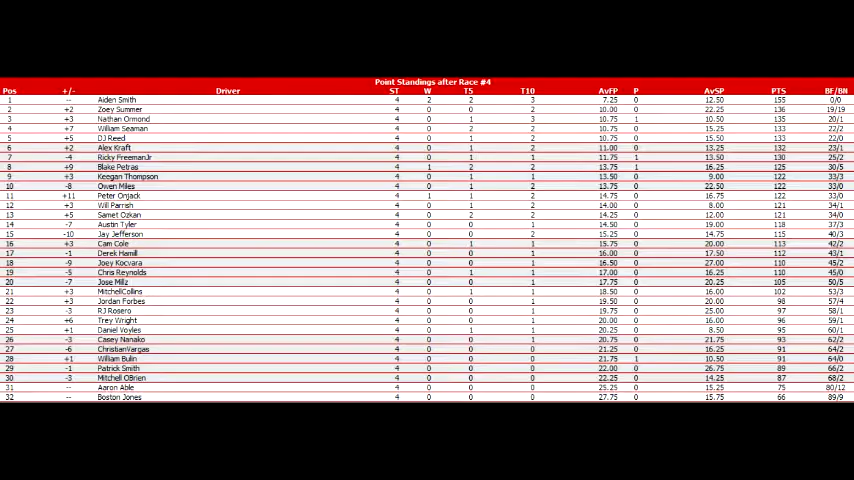 Point Standings after Race #4
Pos +/- Driver ST W T5 T10 AvFP P AvSP PTS BF/BN
1 -- Aiden Smith 4 2 2 3 7.25 0 12.50 155 0/0
2 +2 Zoey Summer 4 0 0 2 10.00 0 22.25 136 19/19
3 +3 Nathan Ormond 4 0 1 3 10.75 1 10.50 135 20/1
4 +7 William Seaman 4 0 2 2 10.75 0 15.25 133 22/2
5 +5 DJ Reed 4 0 1 2 10.75 0 15.50 133 22/0
6 +2 Alex Kraft 4 0 1 2 11.00 0 13.25 132 23/1
7 -4 Ricky FreemanJr 4 0 1 1 11.75 1 13.50 130 25/2
8 +9 Blake Petras 4 1 2 2 13.75 1 16.25 125 30/5
9 +3 Keegan Thompson 4 0 1 1 13.50 0 9.00 122 33/3
10 -8 Owen Miles 4 0 1 2 13.75 0 22.50 122 33/0
11 +11 Peter Onjack 4 1 1 2 14.75 0 16.75 122 33/0
12 +3 Will Parrish 4 0 1 2 14.00 0 8.00 121 34/1
13 +5 Samet Ozkan 4 0 2 2 14.25 0 12.00 121 34/0
14 -7 Austin Tyler 4 0 0 2 14.50 0 19.00 118 37/3
15 -10 Jay Jefferson 4 0 0 2 15.25 0 14.75 115 40/3
16 +3 Cam Cole 4 0 1 1 15.75 0 20.00 113 42/2
17 -1 Derek Hamill 4 0 0 1 16.00 0 17.50 112 43/1
18 -9 Joey Kocvara 4 0 0 1 16.50 0 27.00 110 45/2
19 -5 Chris Reynolds 4 0 1 1 17.00 0 16.25 110 45/0
20 -7 Jose Millz 4 0 0 1 17.75 0 20.25 105 50/5
21 +3 MitchellCollins 4 0 1 1 18.50 0 16.00 102 53/3
22 +3 Jordan Forbes 4 0 0 1 19.50 0 20.00 98 57/4
23 -3 RJ Rosero 4 0 0 1 19.75 0 25.00 97 58/1
24 +6 Trey Wright 4 0 0 1 20.00 0 16.00 96 59/1
25 +1 Daniel Voyles 4 0 1 1 20.25 0 8.50 95 60/1
26 -3 Casey Nanako 4 0 0 1 20.75 0 21.75 93 62/2
27 -6 ChristianVargas 4 0 0 0 21.25 0 16.25 91 64/2
28 +1 William Bulin 4 0 0 0 21.75 1 10.50 91 64/0
29 -1 Patrick Smith 4 0 0 0 22.00 0 26.75 89 66/2
30 -3 Mitchell OBrien 4 0 0 0 22.25 0 14.25 87 68/2
31 -- Aaron Able 4 0 0 0 25.25 0 15.25 75 80/12
32 -- Boston Jones 4 0 0 0 27.75 0 15.75 66 89/9